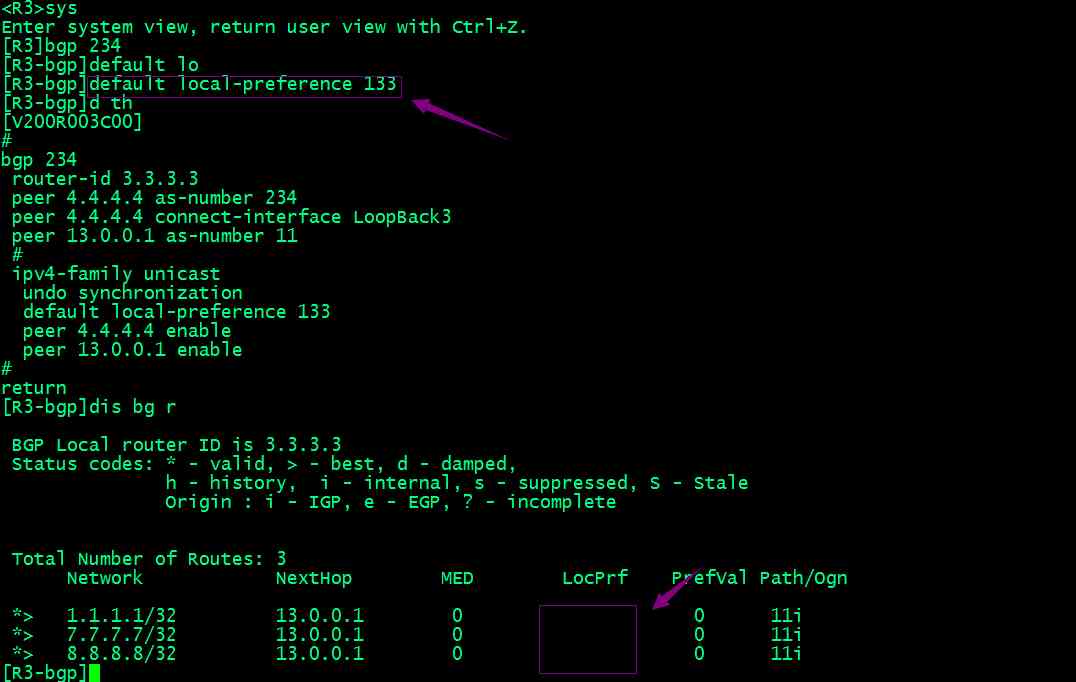 <R3>sys
Enter system view, return user view with Ctrl+Z.
[R3]bgp 234
[R3-bgp]default lo
[R3-bgp]default local-preference 133
[R3-bgp]d th
[V200R003C00]
#
bgp 234
 router-id 3.3.3.3
 peer 4.4.4.4 as-number 234
 peer 4.4.4.4 connect-interface LoopBack3
 peer 13.0.0.1 as-number 11
 #
 ipv4-family unicast
  undo synchronization
  default local-preference 133
  peer 4.4.4.4 enable
  peer 13.0.0.1 enable
#
return
[R3-bgp]dis bg r
 BGP Local router ID is 3.3.3.3
 Status codes: * - valid, > - best, d - damped,
               h - history,  i - internal, s - suppressed, S - Stale
               Origin : i - IGP, e - EGP, ? - incomplete
 Total Number of Routes: 3
      Network            NextHop        MED        LocPrf    PrefVal Path/Ogn
 *>   1.1.1.1/32         13.0.0.1        0                     0      11i
 *>   7.7.7.7/32         13.0.0.1        0                     0      11i
 *>   8.8.8.8/32         13.0.0.1        0                     0      11i
[R3-bgp]